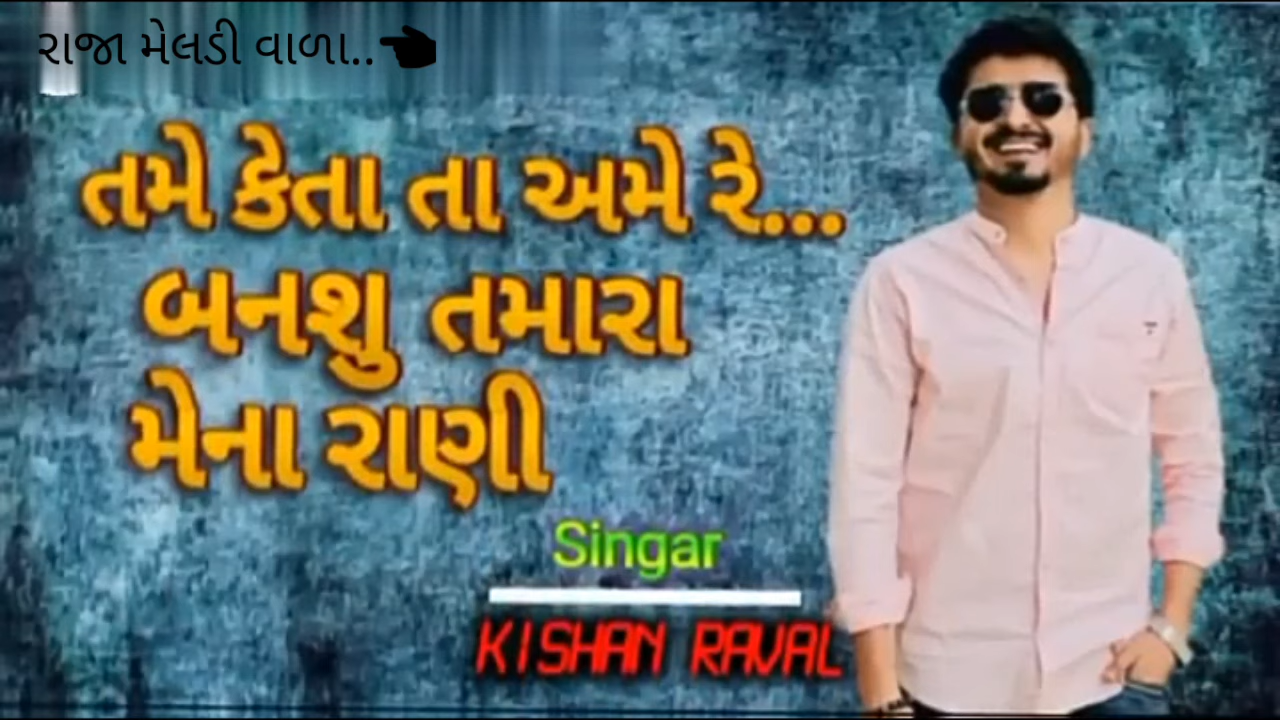 રાજા મેલડી વાળા..👈
તમે કેતા તા અમે રે...
બનશુ તમારા
મેના રાણી
Singar
KISHAN RAVAL